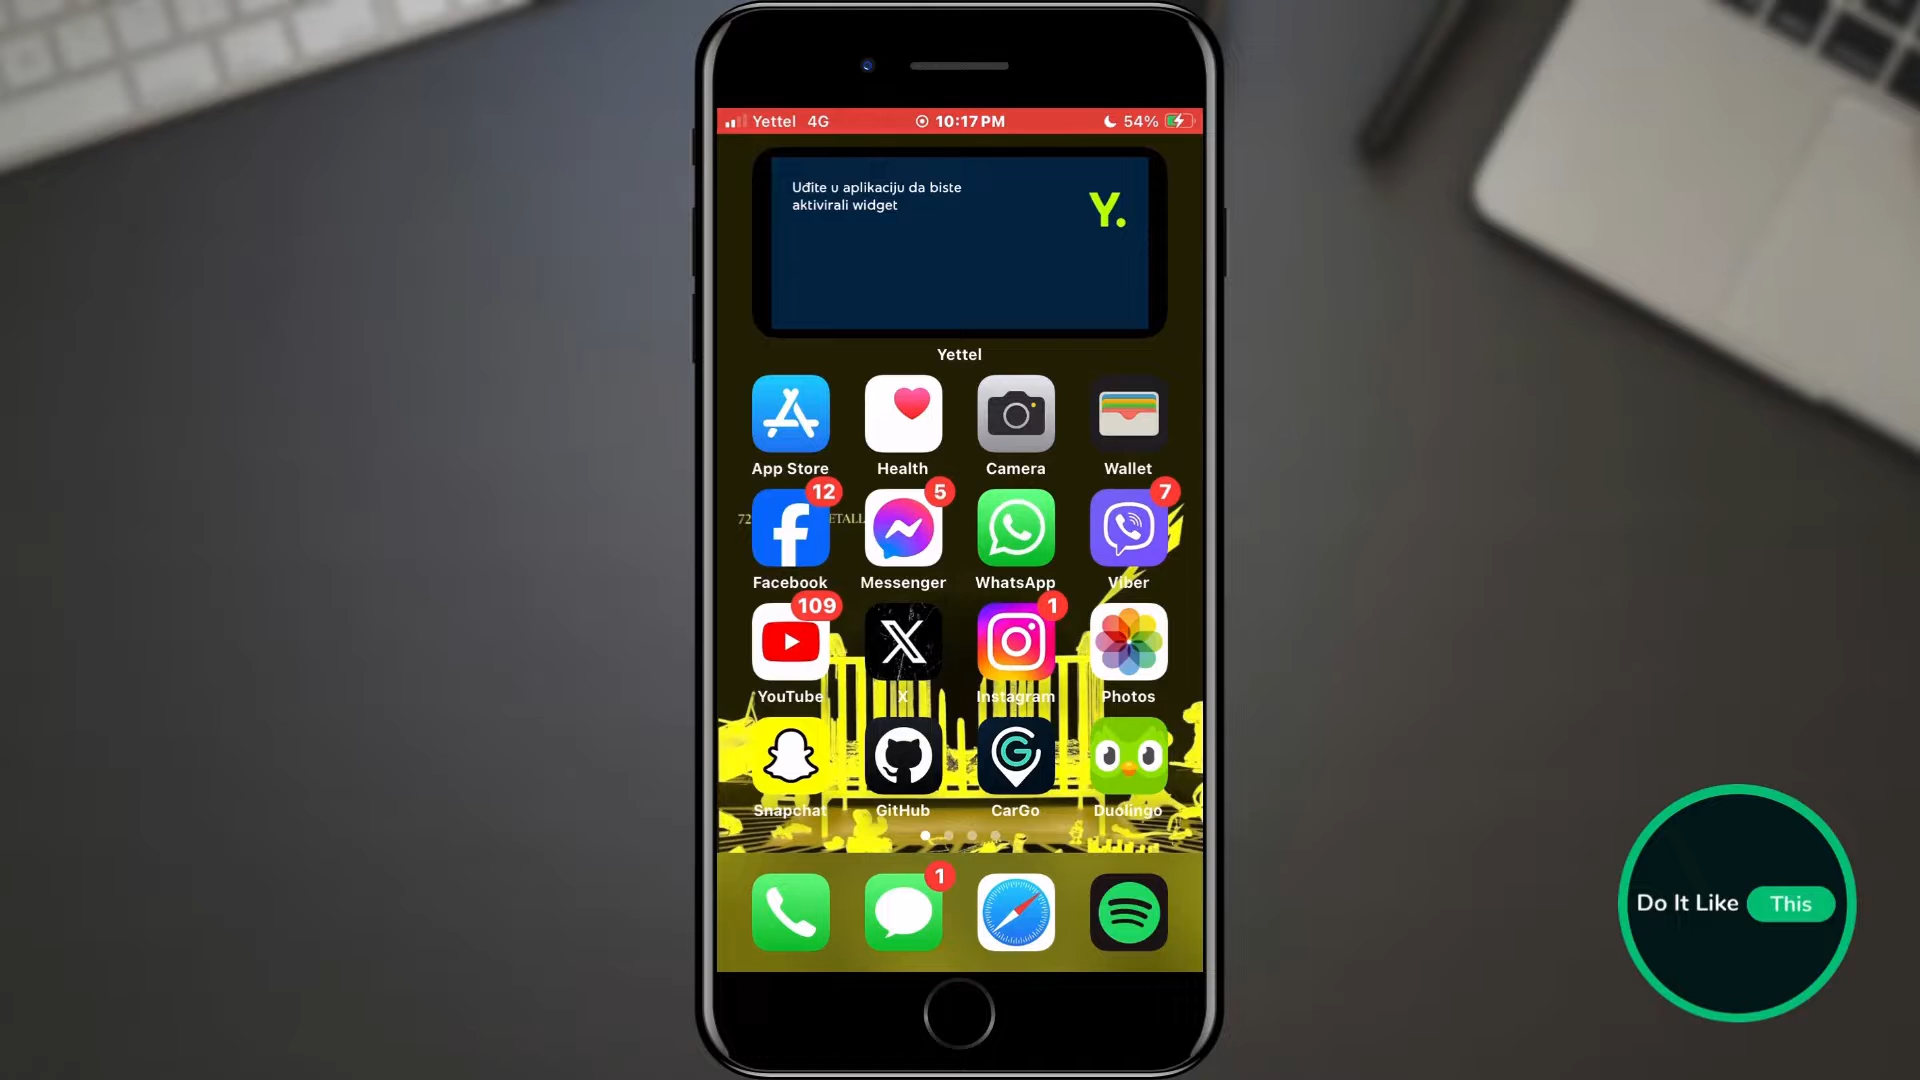 Yettel 4G 10:17 PM 54%
Uđite u aplikaciju da biste
aktivirali widget
Y.
Yettel
App Store Health Camera Wallet
12 5 7
72 ETALL
Facebook Messenger WhatsApp Viber
109 1
YouTube X Instagram Photos
Snapchat GitHub CarGo Duolingo
1
Do It Like This